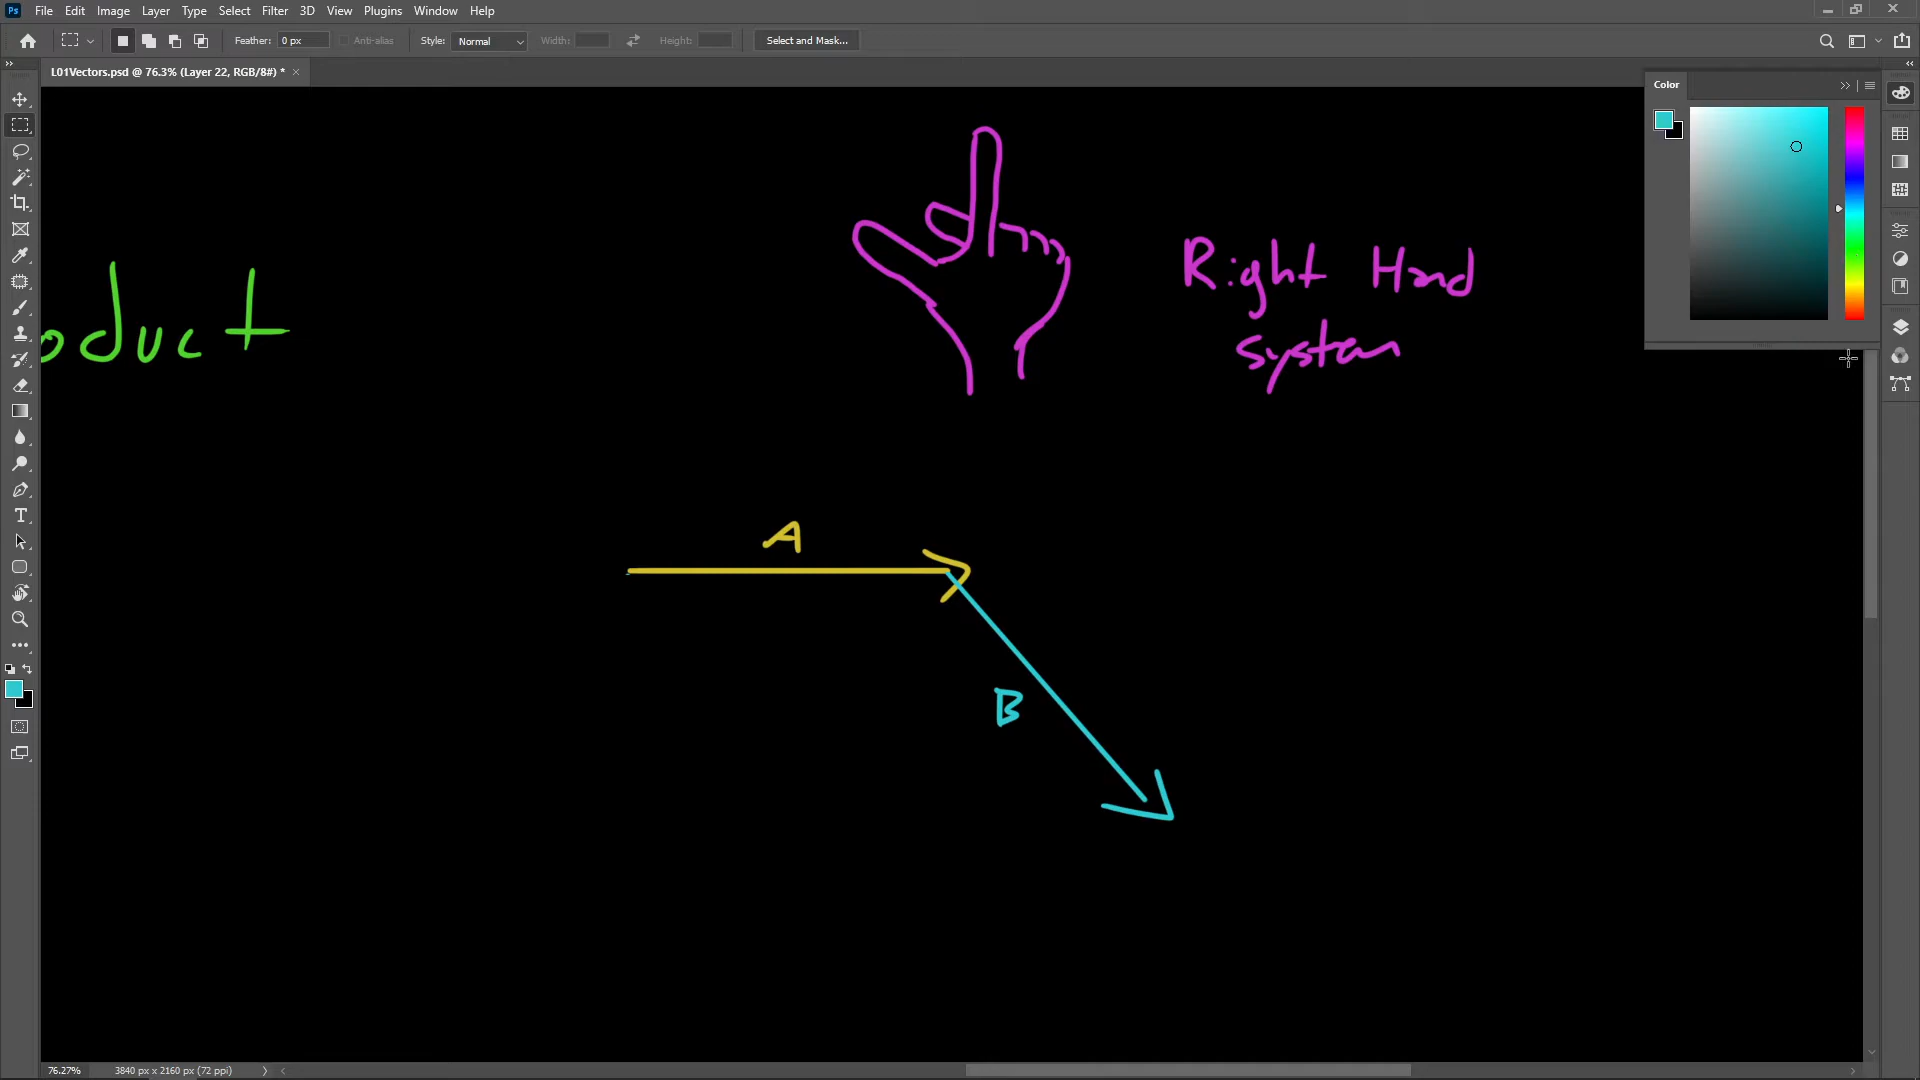 Ps File Edit Image Layer Type Select Filter 3D View Plugins Window Help
Feather: 0 px Anti-alias Style: Normal Width: Height: Select and Mask...
L01Vectors.psd @ 76.3% (Layer 22, RGB/8#) * ×
Color
oduct
Right Hand
system
A
B
76.27% 3840 px x 2160 px (72 ppi)